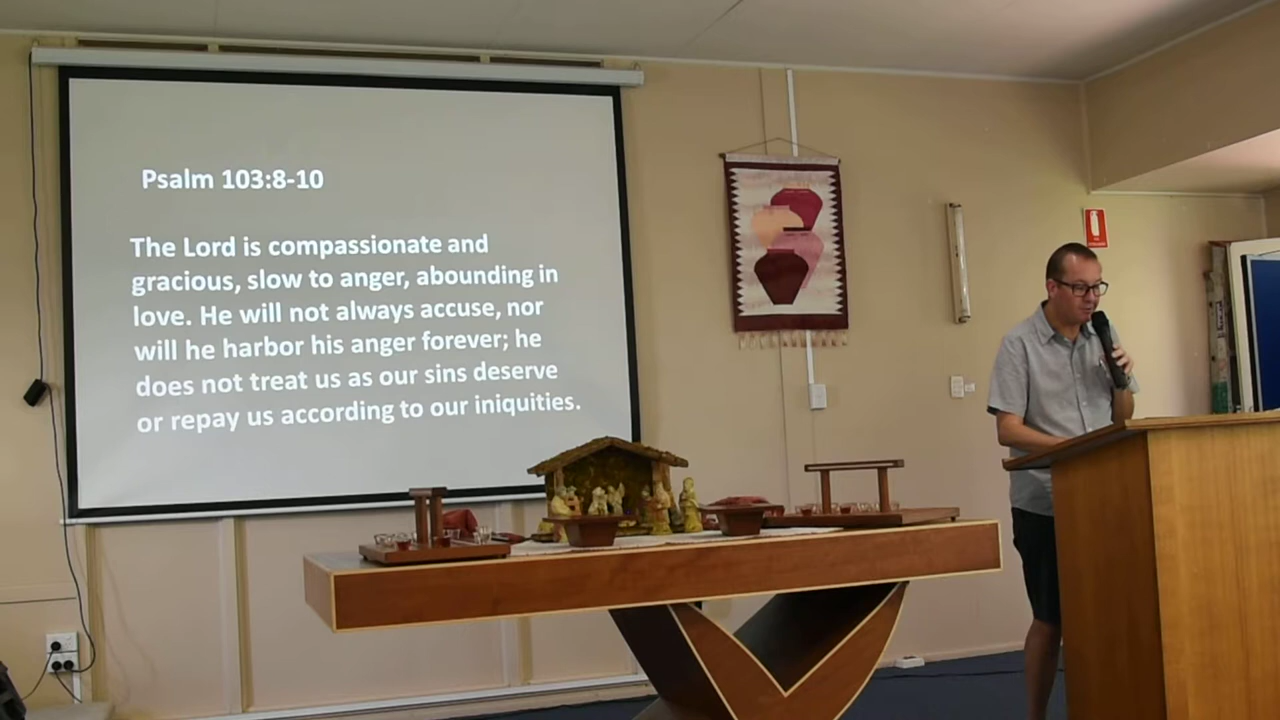 Psalm 103:8-10
The Lord is compassionate and
gracious, slow to anger, abounding in
love. He will not always accuse, nor
will he harbor his anger forever; he
does not treat us as our sins deserve
or repay us according to our iniquities.